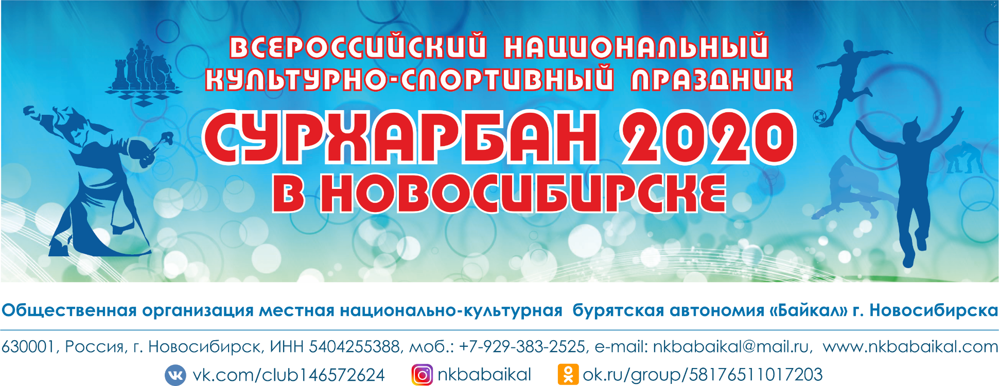 ВСЕРОССИЙСКИЙ НАЦИОНАЛЬНЫЙ
КУЛЬТУРНО-СПОРТИВНЫЙ ПРАЗДНИК
СУРХАРБАН 2020
В НОВОСИБИРСКЕ
Общественная организация местная национально-культурная бурятская автономия «Байкал» г. Новосибирска
630001, Россия, г. Новосибирск, ИНН 5404255388, моб.: +7-929-383-2525, e-mail: nkbabaikal@mail.ru, www.nkbabaikal.com
vk.com/club146572624 nkbabaikal ok.ru/group/58176511017203